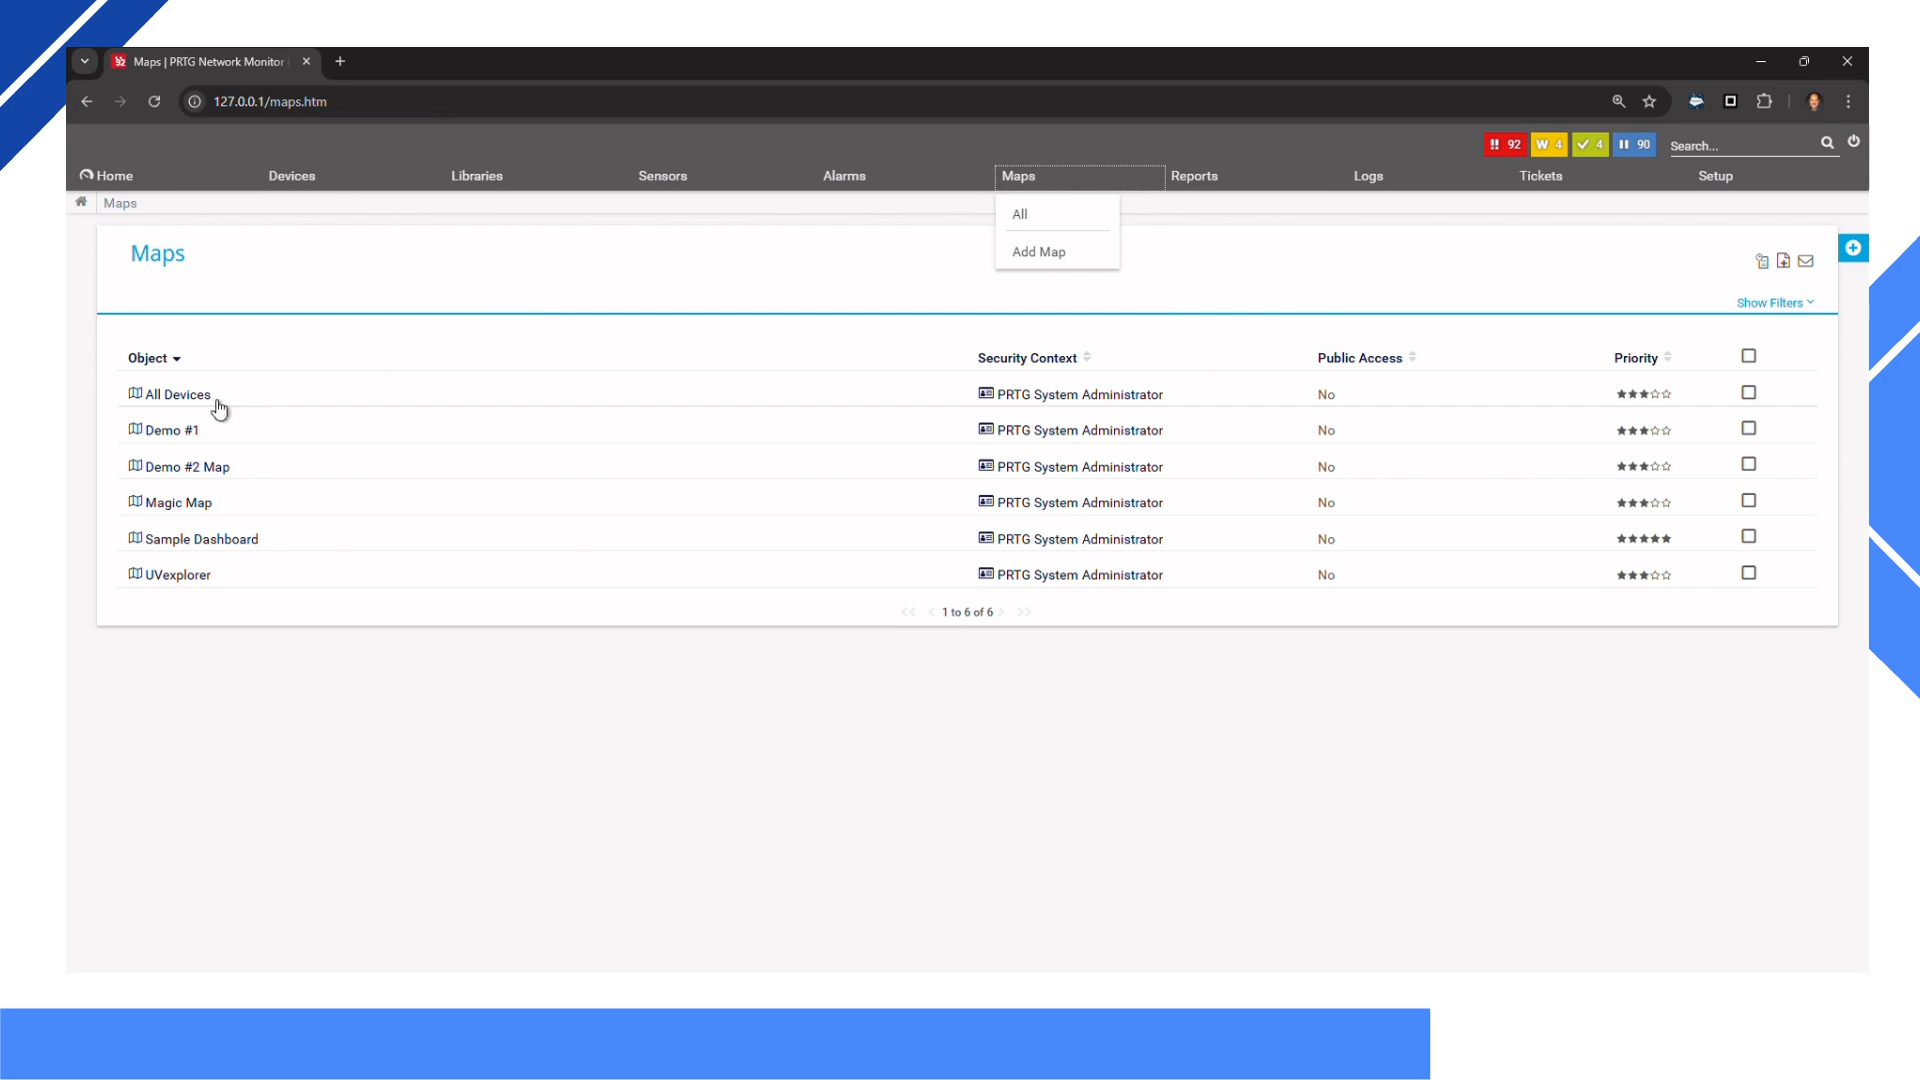 Maps | PRTG Network Monitor
127.0.0.1/maps.htm
!! 92 W 4 4 90 Search...
Home Devices Libraries Sensors Alarms Maps Reports Logs Tickets Setup
Maps
All
Add Map
Maps
Show Filters
Object Security Context Public Access Priority
All Devices PRTG System Administrator No
Demo #1 PRTG System Administrator No
Demo #2 Map PRTG System Administrator No
Magic Map PRTG System Administrator No
Sample Dashboard PRTG System Administrator No
UVexplorer PRTG System Administrator No
<< < 1 to 6 of 6 > >>